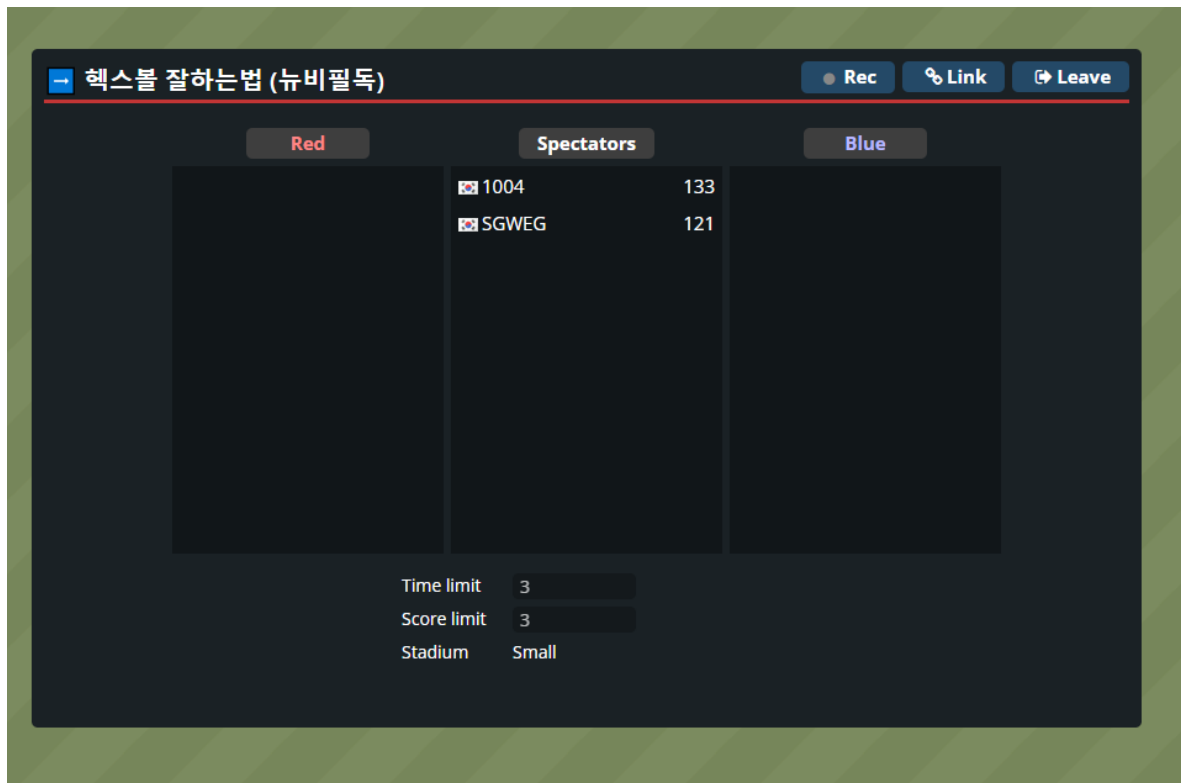 ➡ 헥스볼 잘하는법 (뉴비필독) Rec Link Leave
Red Spectators Blue
1004 133
SGWEG 121
Time limit 3
Score limit 3
Stadium Small